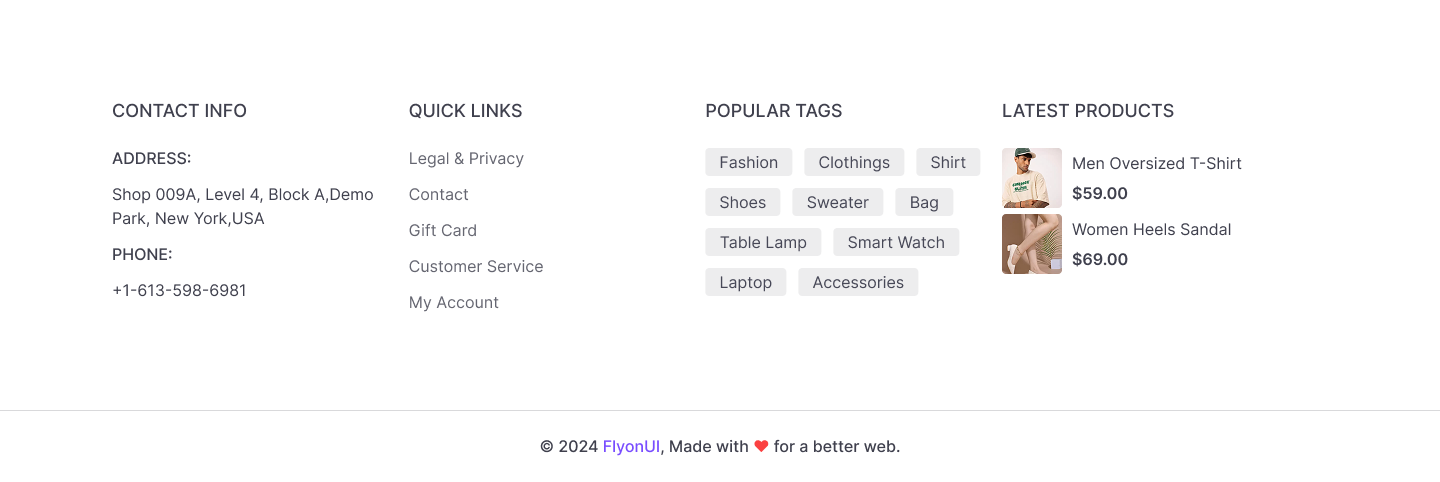 CONTACT INFO
ADDRESS:
Shop 009A, Level 4, Block A,Demo
Park, New York,USA
PHONE:
+1-613-598-6981
QUICK LINKS
Legal & Privacy
Contact
Gift Card
Customer Service
My Account
POPULAR TAGS
Fashion Clothings Shirt
Shoes Sweater Bag
Table Lamp Smart Watch
Laptop Accessories
LATEST PRODUCTS
Men Oversized T-Shirt
$59.00
Women Heels Sandal
$69.00
© 2024 FlyonUI, Made with ❤ for a better web.